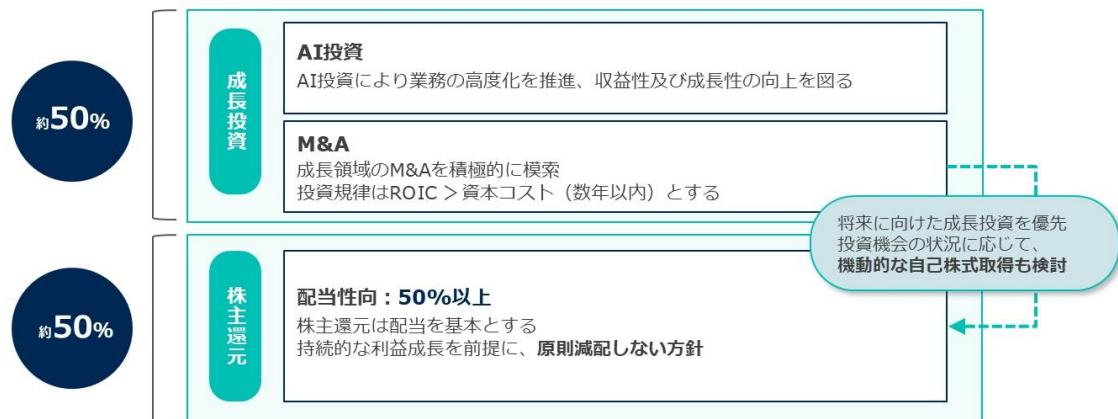 約50%
成長投資
AI投資
AI投資により業務の高度化を推進、収益性及び成長性の向上を図る
M&A
成長領域のM&Aを積極的に模索
投資規律はROIC > 資本コスト（数年以内）とする
将来に向けた成長投資を優先
投資機会の状況に応じて、
機動的な自己株式取得も検討
約50%
株主還元
配当性向：50%以上
株主還元は配当を基本とする
持続的な利益成長を前提に、原則減配しない方針